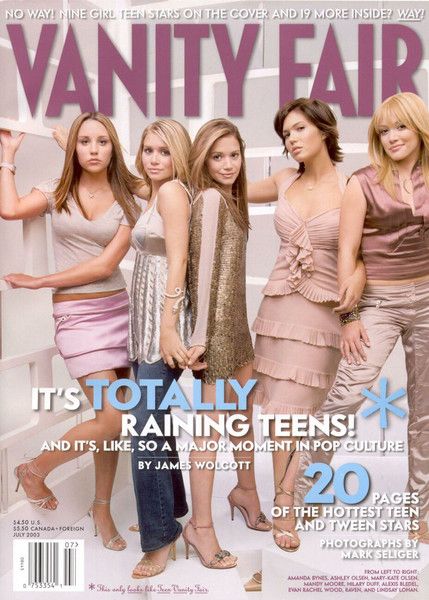 NO WAY! NINE GIRL TEEN STARS ON THE COVER AND 19 MORE INSIDE? WAY!
VANITY FAIR
IT'S TOTALLY
RAINING TEENS!*
AND IT'S, LIKE, SO A MAJOR MOMENT IN POP CULTURE
BY JAMES WOLCOTT
20 PAGES
OF THE HOTTEST TEEN
AND TWEEN STARS
PHOTOGRAPHS BY
MARK SELIGER
$4.50 U.S.
$5.50 CANADA • FOREIGN
JULY 2003
07>
0 753354 1
* This only looks like Teen Vanity Fair.
FROM LEFT TO RIGHT:
AMANDA BYNES, ASHLEY OLSEN, MARY-KATE OLSEN,
MANDY MOORE, HILARY DUFF, ALEXIS BLEDEL,
EVAN RACHEL WOOD, RAVEN, AND LINDSAY LOHAN.